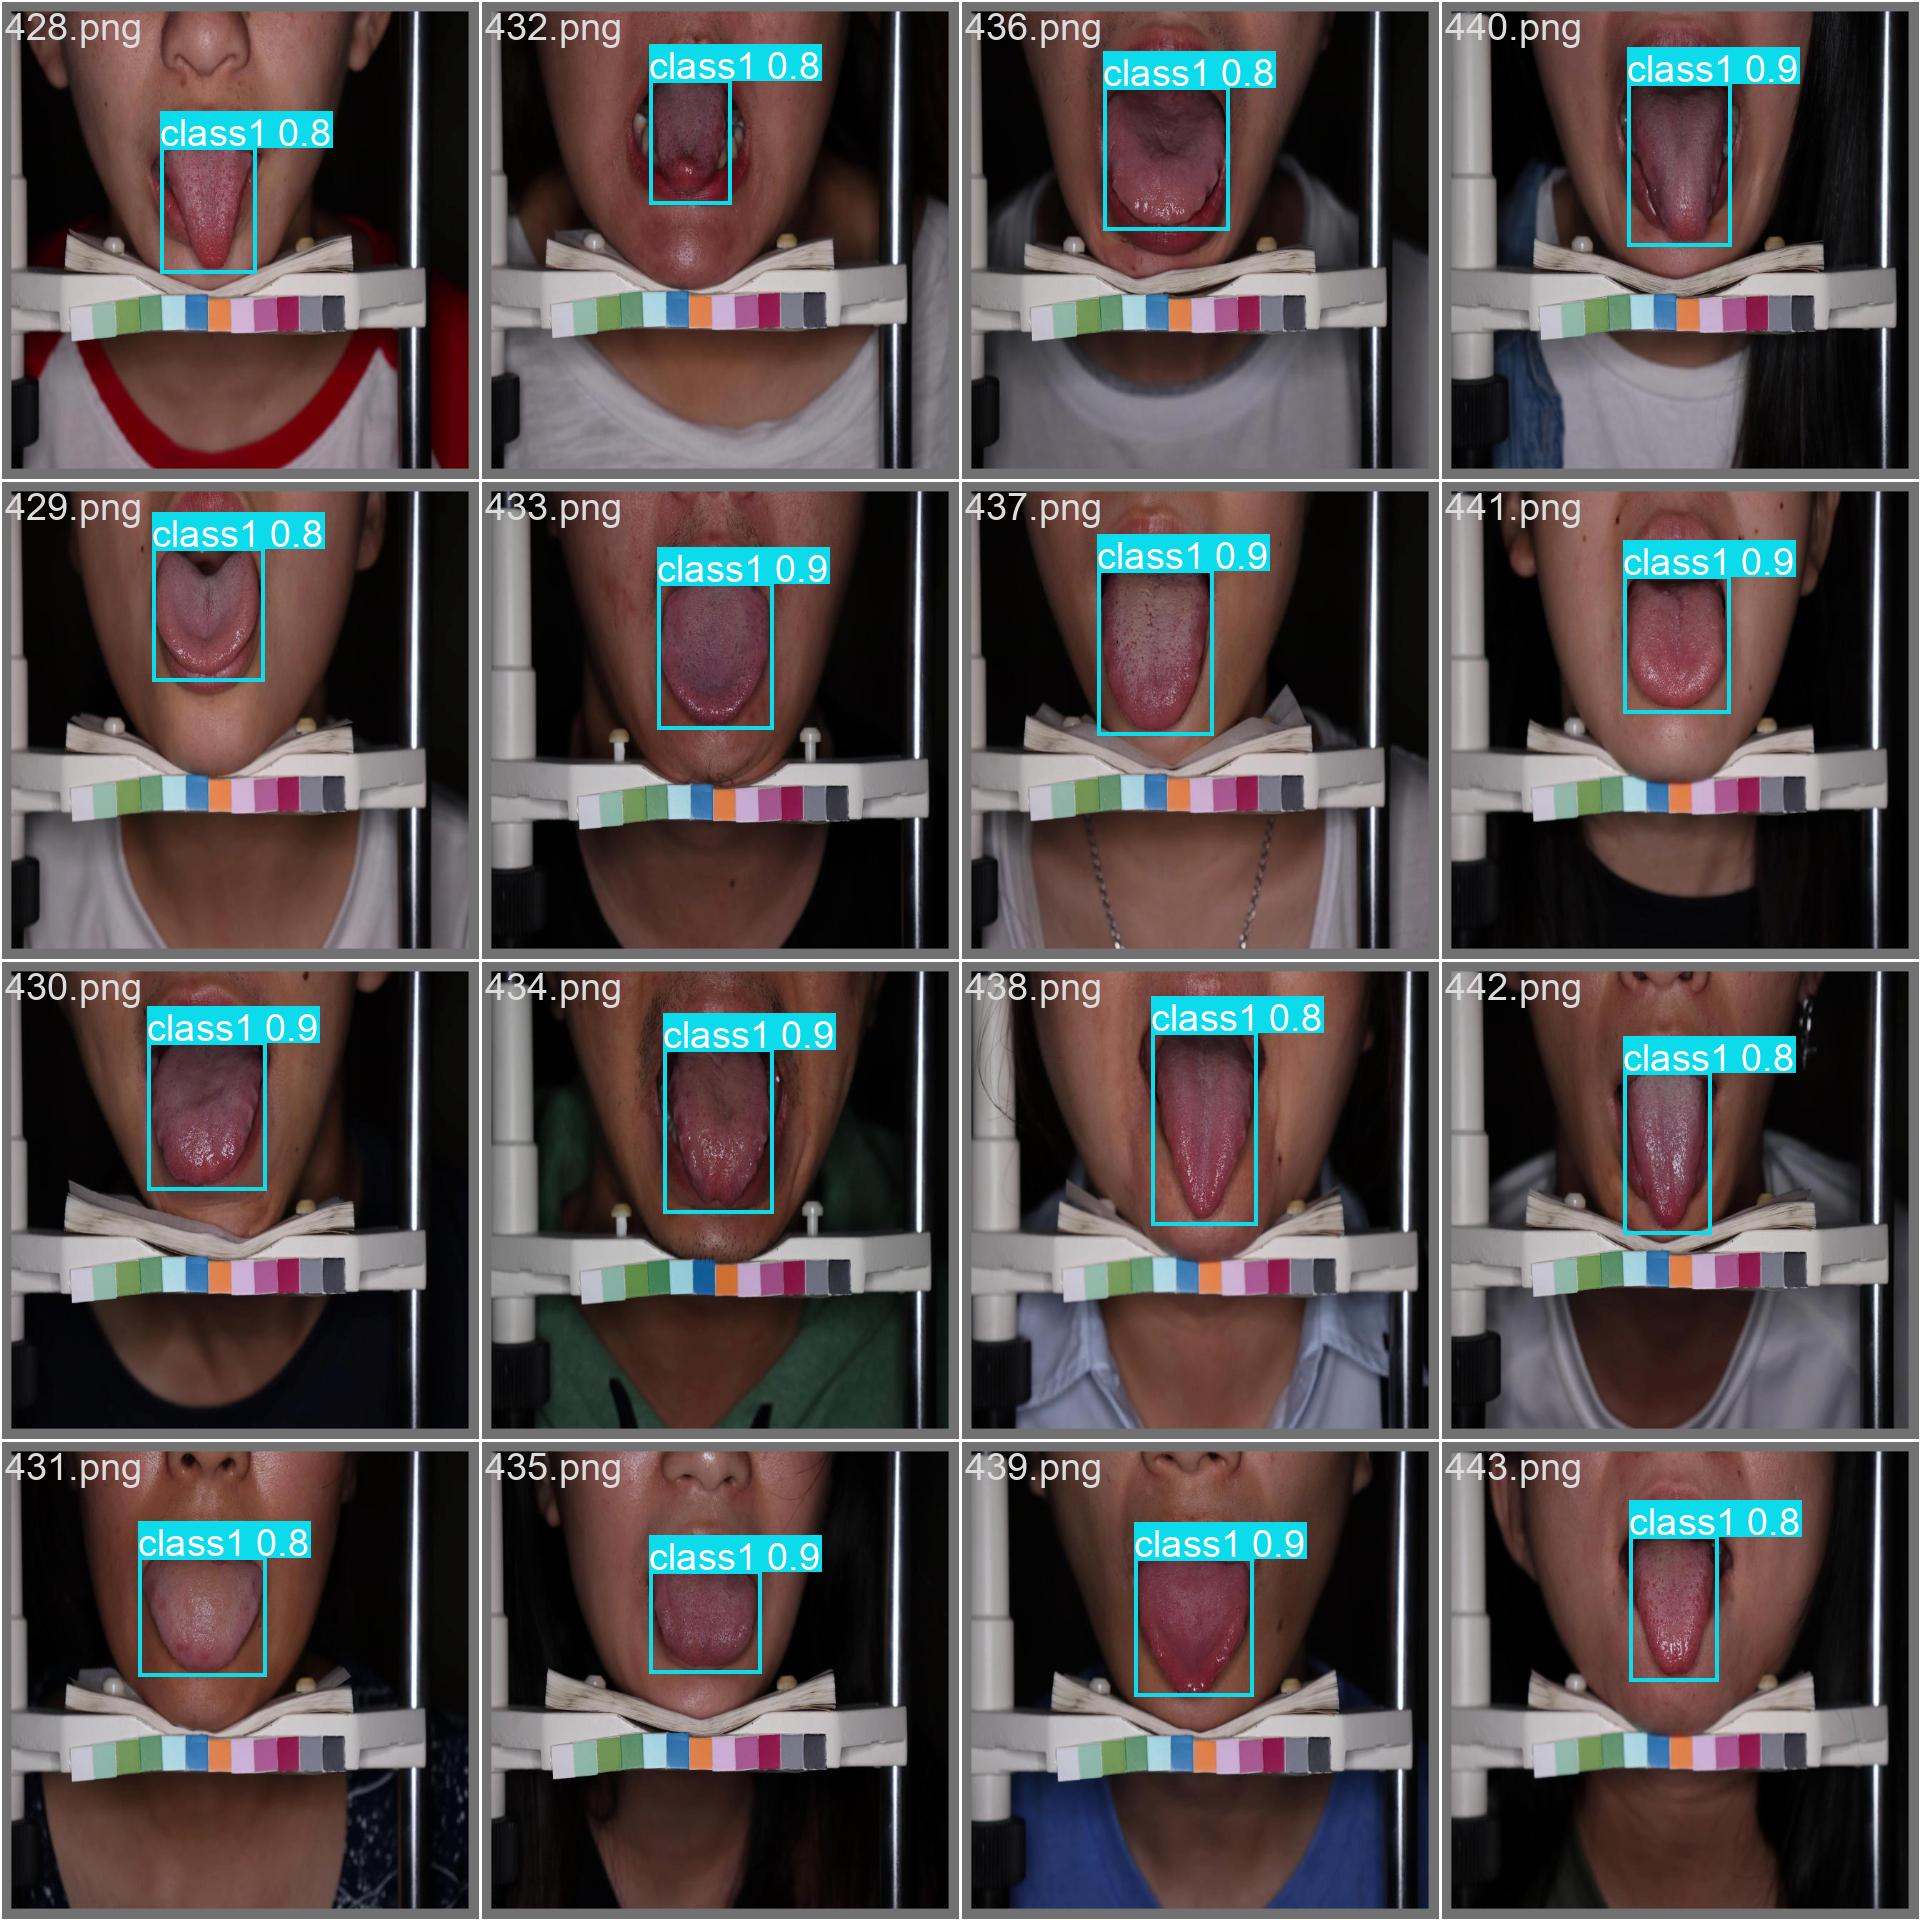 428.png
class1 0.8
432.png
class1 0.8
436.png
class1 0.8
440.png
class1 0.9
429.png
class1 0.8
433.png
class1 0.9
437.png
class1 0.9
441.png
class1 0.9
430.png
class1 0.9
434.png
class1 0.9
438.png
class1 0.8
442.png
class1 0.8
431.png
class1 0.8
435.png
class1 0.9
439.png
class1 0.9
443.png
class1 0.8